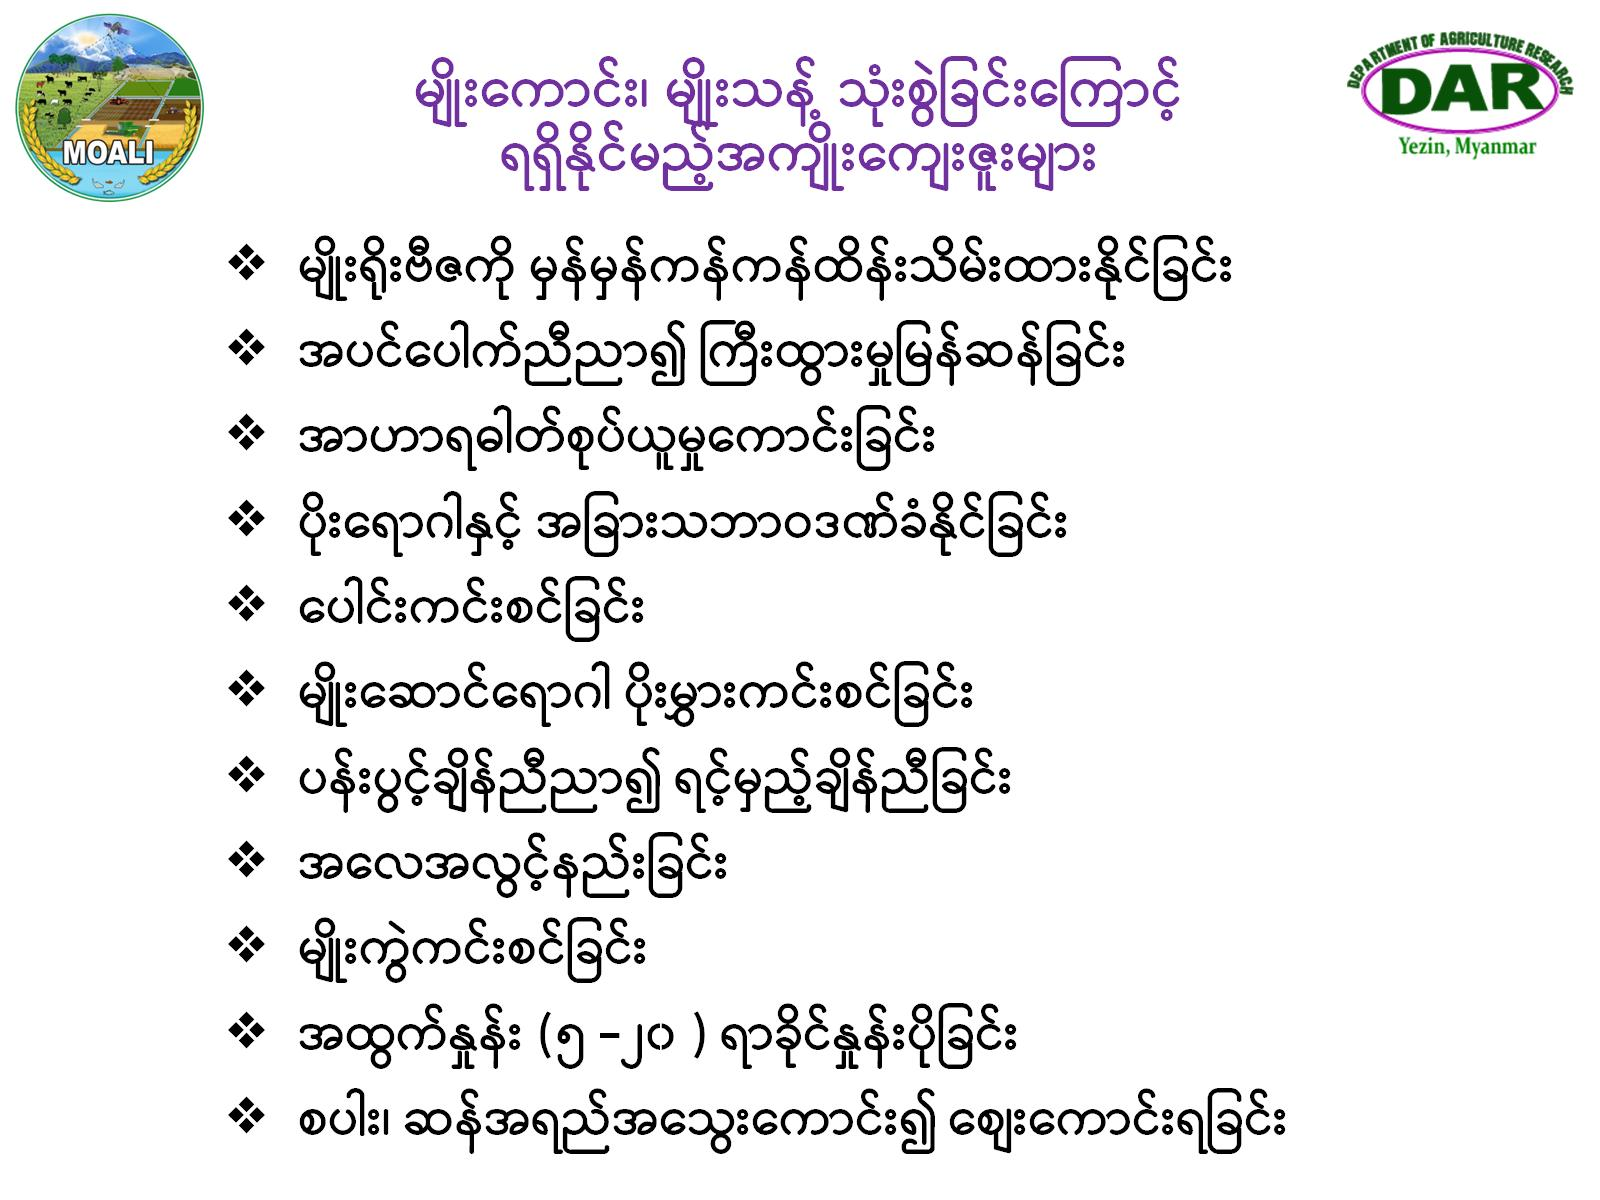 MOALI
DEPARTMENT OF AGRICULTURE RESEARCH
DAR
Yezin, Myanmar
မျိုးကောင်း၊ မျိုးသန့် သုံးစွဲခြင်းကြောင့်
ရရှိနိုင်မည့်အကျိုးကျေးဇူးများ
❖ မျိုးရိုးဗီဇကို မှန်မှန်ကန်ကန်ထိန်းသိမ်းထားနိုင်ခြင်း
❖ အပင်ပေါက်ညီညာ၍ ကြီးထွားမှုမြန်ဆန်ခြင်း
❖ အာဟာရဓါတ်စုပ်ယူမှုကောင်းခြင်း
❖ ပိုးရောဂါနှင့် အခြားသဘာဝဒဏ်ခံနိုင်ခြင်း
❖ ပေါင်းကင်းစင်ခြင်း
❖ မျိုးဆောင်ရောဂါ ပိုးမွှားကင်းစင်ခြင်း
❖ ပန်းပွင့်ချိန်ညီညာ၍ ရင့်မှည့်ချိန်ညီခြင်း
❖ အလေအလွင့်နည်းခြင်း
❖ မျိုးကွဲကင်းစင်ခြင်း
❖ အထွက်နှုန်း (၅ -၂၀ ) ရာခိုင်နှုန်းပိုခြင်း
❖ စပါး၊ ဆန်အရည်အသွေးကောင်း၍ ဈေးကောင်းရခြင်း